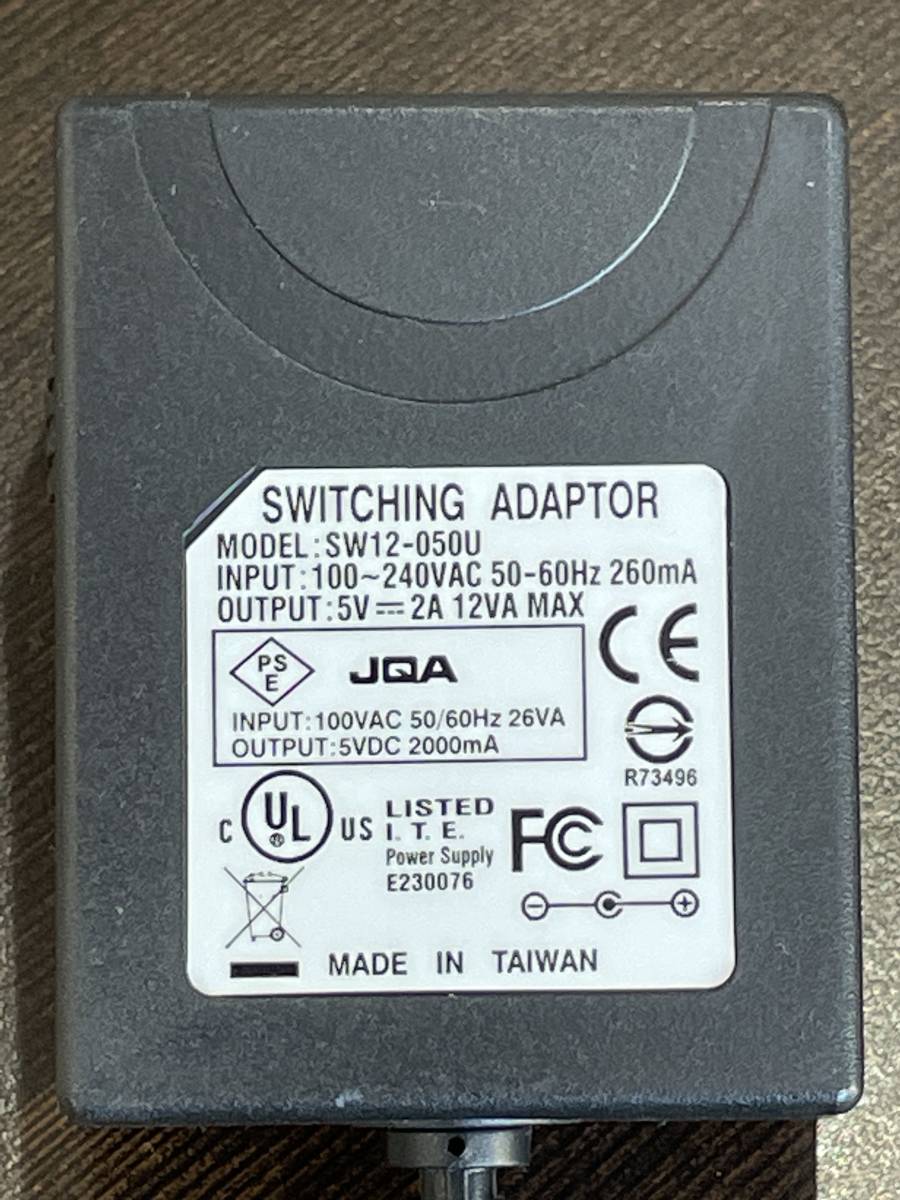 SWITCHING ADAPTOR
MODEL:SW12-050U
INPUT:100~240VAC 50-60Hz 260mA
OUTPUT:5V⎓2A 12VA MAX
CE
PS
E
JQA
INPUT:100VAC 50/60Hz 26VA
OUTPUT:5VDC 2000mA
R73496
C UL® US
LISTED
I.T.E.
Power Supply
E230076
FC
MADE IN TAIWAN